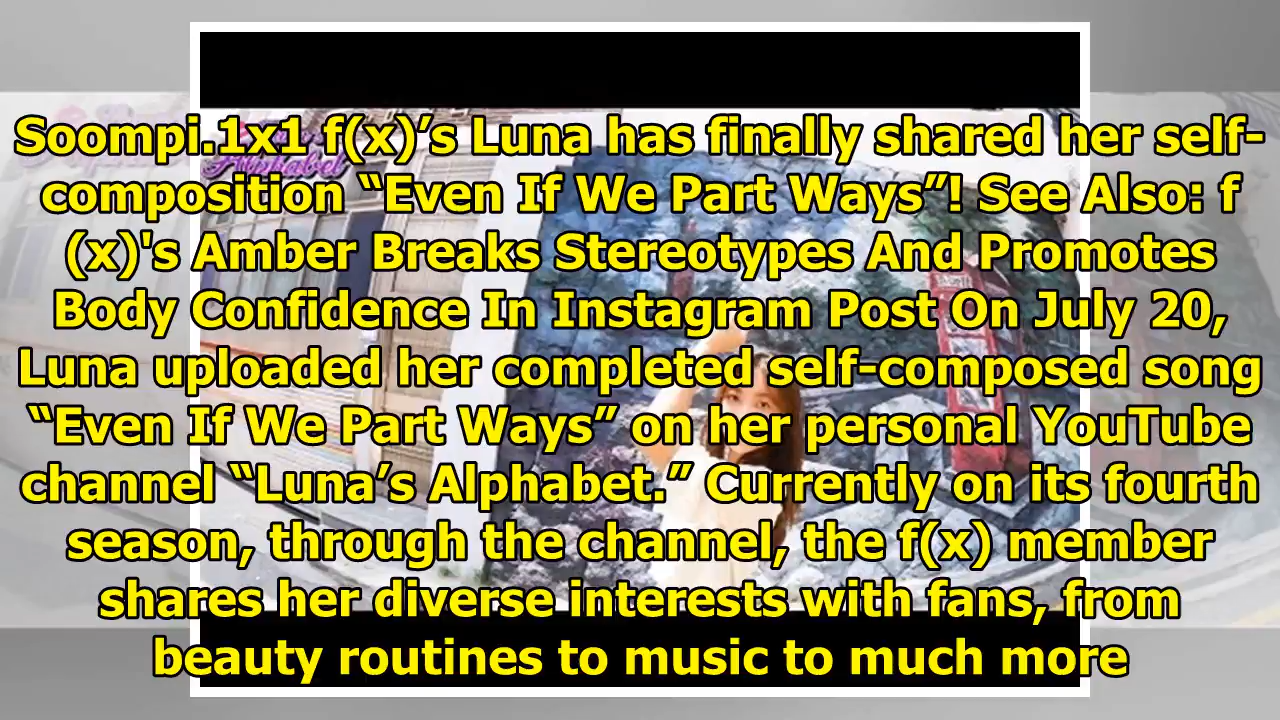 Soompi.1x1 f(x)’s Luna has finally shared her self-
composition “Even If We Part Ways”! See Also: f
(x)'s Amber Breaks Stereotypes And Promotes
Body Confidence In Instagram Post On July 20,
Luna uploaded her completed self-composed song
“Even If We Part Ways” on her personal YouTube
channel “Luna’s Alphabet.” Currently on its fourth
season, through the channel, the f(x) member
shares her diverse interests with fans, from
beauty routines to music to much more
Alphabet